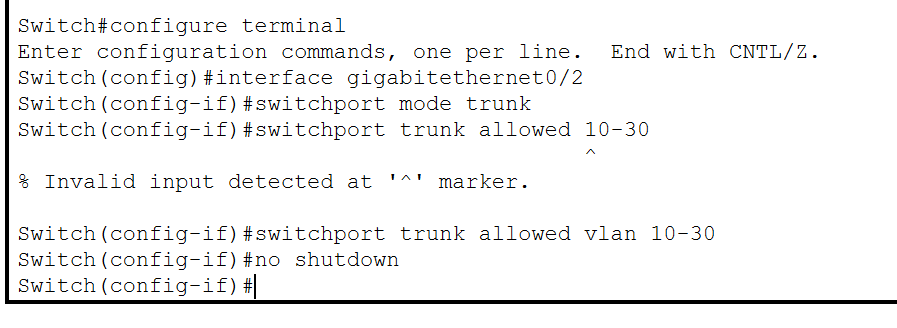 Switch#configure terminal
Enter configuration commands, one per line.  End with CNTL/Z.
Switch(config)#interface gigabitethernet0/2
Switch(config-if)#switchport mode trunk
Switch(config-if)#switchport trunk allowed 10-30
^
% Invalid input detected at '^' marker.
Switch(config-if)#switchport trunk allowed vlan 10-30
Switch(config-if)#no shutdown
Switch(config-if)#